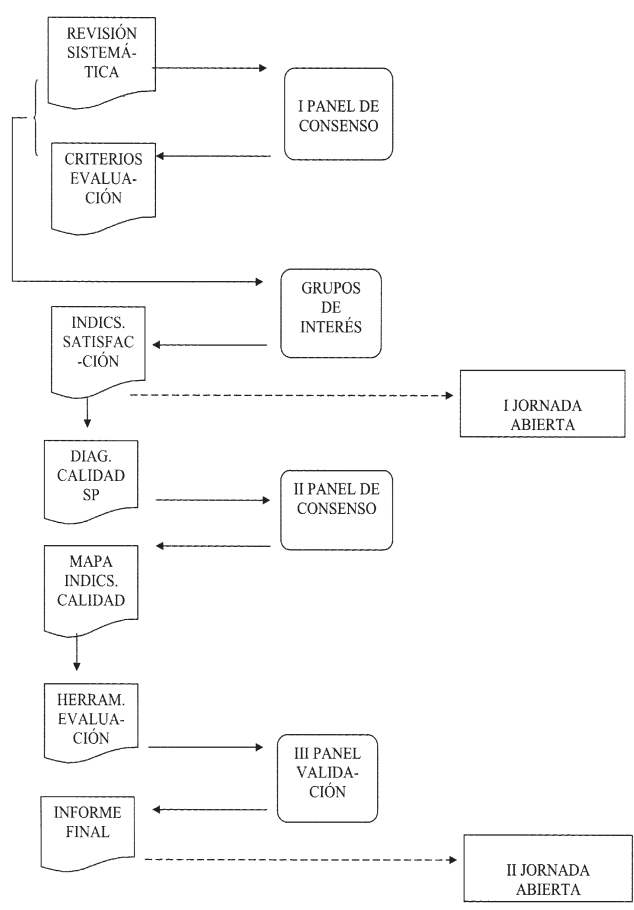 REVISIÓN
SISTEMÁ-
TICA
I PANEL DE
CONSENSO
CRITERIOS
EVALUA-
CIÓN
GRUPOS
DE
INTERÉS
INDICS.
SATISFAC
-CIÓN
I JORNADA
ABIERTA
DIAG.
CALIDAD
SP
II PANEL DE
CONSENSO
MAPA
INDICS.
CALIDAD
HERRAM.
EVALUA-
CIÓN
III PANEL
VALIDA-
CIÓN
INFORME
FINAL
II JORNADA
ABIERTA